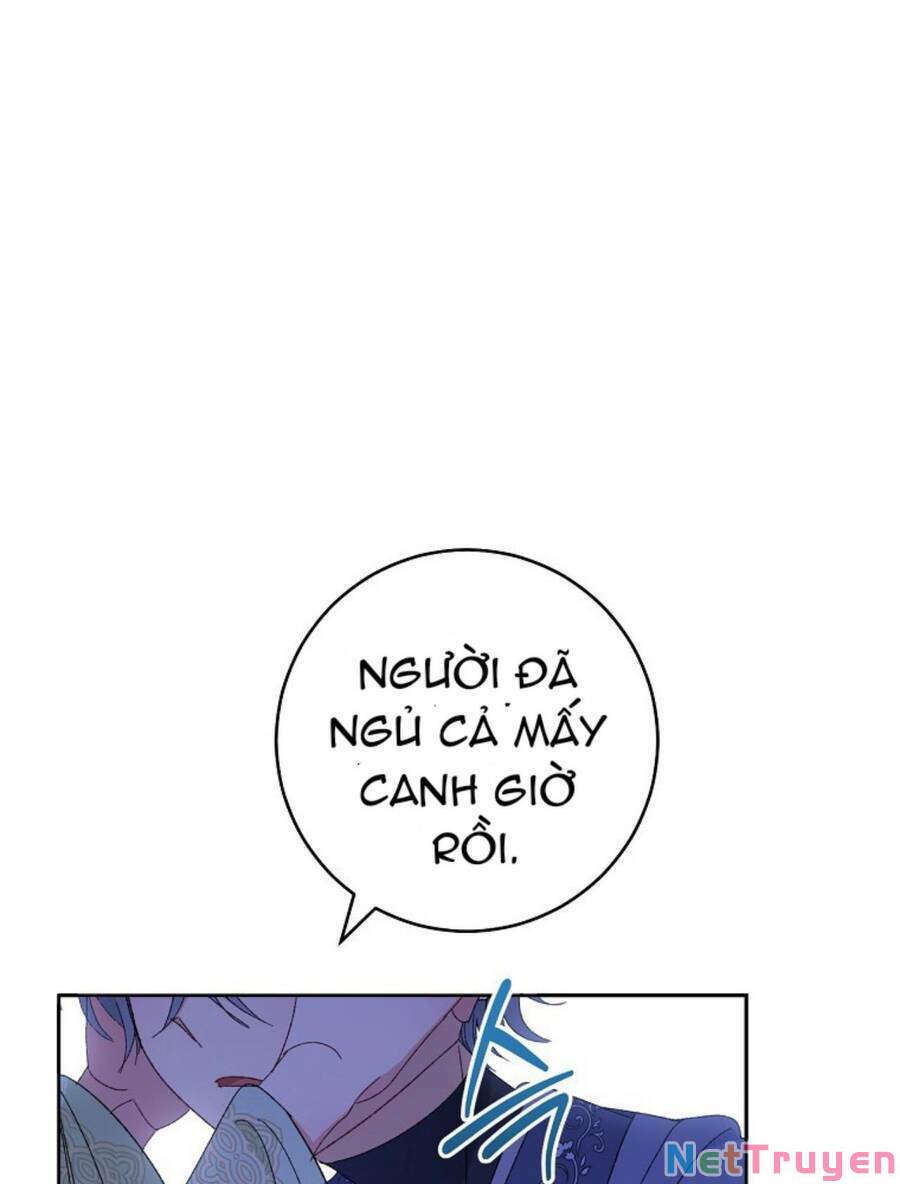 NGƯỜI ĐÃ
NGỦ CẢ MẤY
CANH GIỜ
RỒI.
NetTruyen